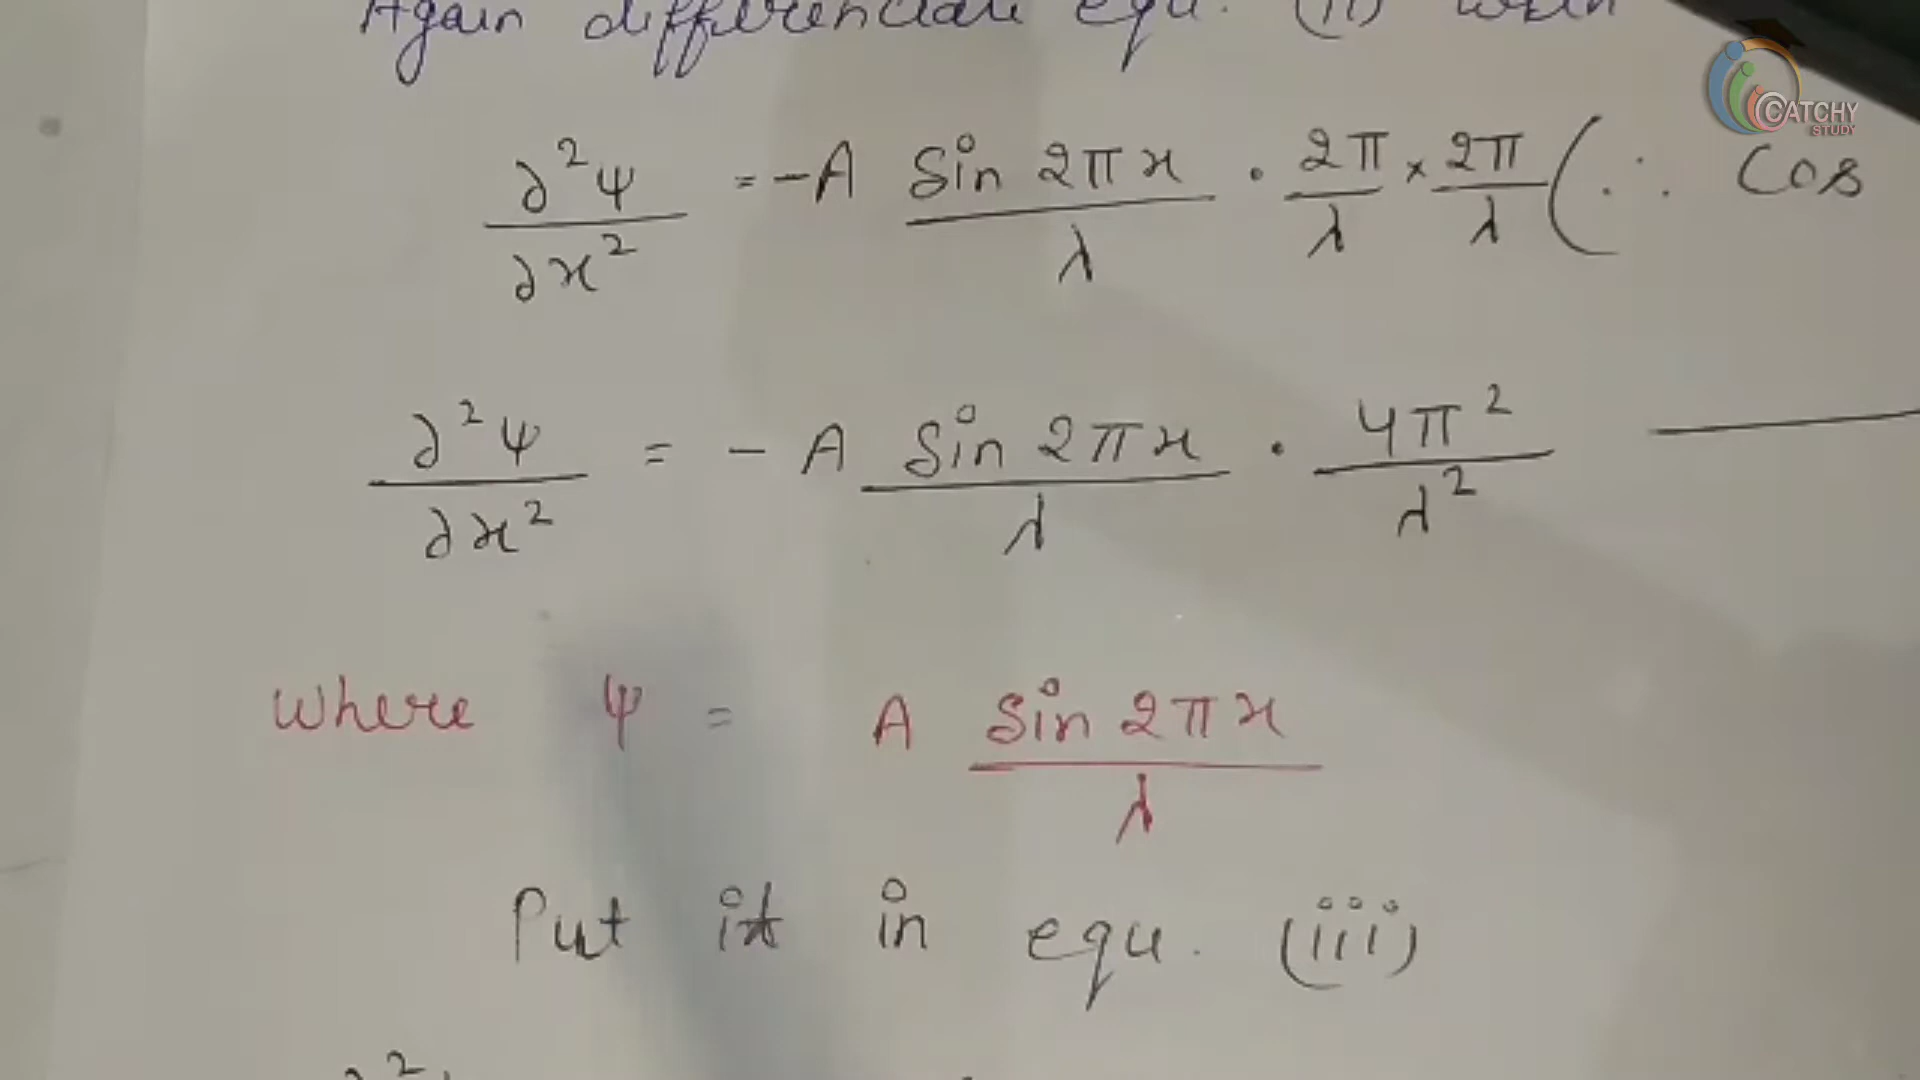 Again differentiate equ. (ii) with
∂²ψ/∂x² = -A Sin 2πx/λ · 2π/λ × 2π/λ (∵ Cos
∂²ψ/∂x² = - A Sin 2πx/λ · 4π²/λ²
where ψ = A Sin 2πx/λ
Put it in equ. (iii)
CATCHY
STUDY